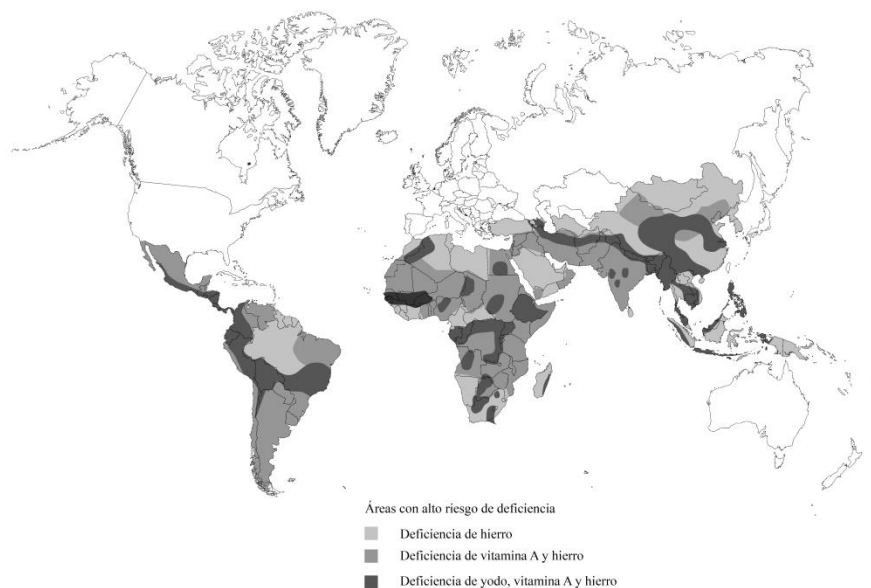 Áreas con alto riesgo de deficiencia
Deficiencia de hierro
Deficiencia de vitamina A y hierro
Deficiencia de yodo, vitamina A y hierro